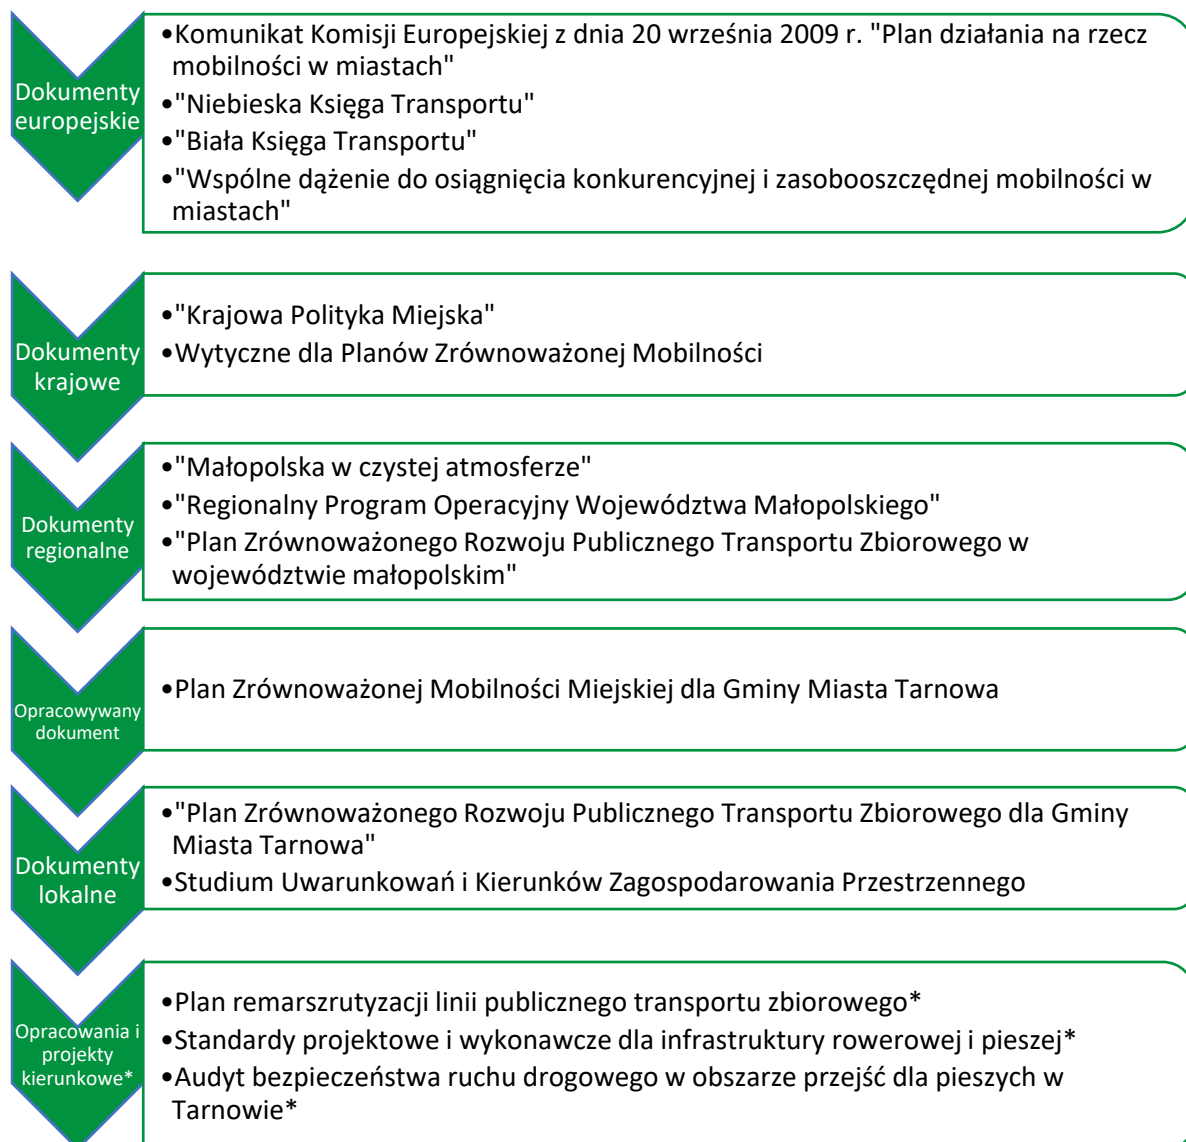 Dokumenty
europejskie
•Komunikat Komisji Europejskiej z dnia 20 września 2009 r. "Plan działania na rzecz
mobilności w miastach"
•"Niebieska Księga Transportu"
•"Biała Księga Transportu"
•"Wspólne dążenie do osiągnięcia konkurencyjnej i zasobooszczędnej mobilności w
miastach"
Dokumenty
krajowe
•"Krajowa Polityka Miejska"
•Wytyczne dla Planów Zrównoważonej Mobilności
Dokumenty
regionalne
•"Małopolska w czystej atmosferze"
•"Regionalny Program Operacyjny Województwa Małopolskiego"
•"Plan Zrównoważonego Rozwoju Publicznego Transportu Zbiorowego w
województwie małopolskim"
Opracowywany
dokument
•Plan Zrównoważonej Mobilności Miejskiej dla Gminy Miasta Tarnowa
Dokumenty
lokalne
•"Plan Zrównoważonego Rozwoju Publicznego Transportu Zbiorowego dla Gminy
Miasta Tarnowa"
•Studium Uwarunkowań i Kierunków Zagospodarowania Przestrzennego
Opracowania i
projekty
kierunkowe*
•Plan remarszrutyzacji linii publicznego transportu zbiorowego*
•Standardy projektowe i wykonawcze dla infrastruktury rowerowej i pieszej*
•Audyt bezpieczeństwa ruchu drogowego w obszarze przejść dla pieszych w
Tarnowie*